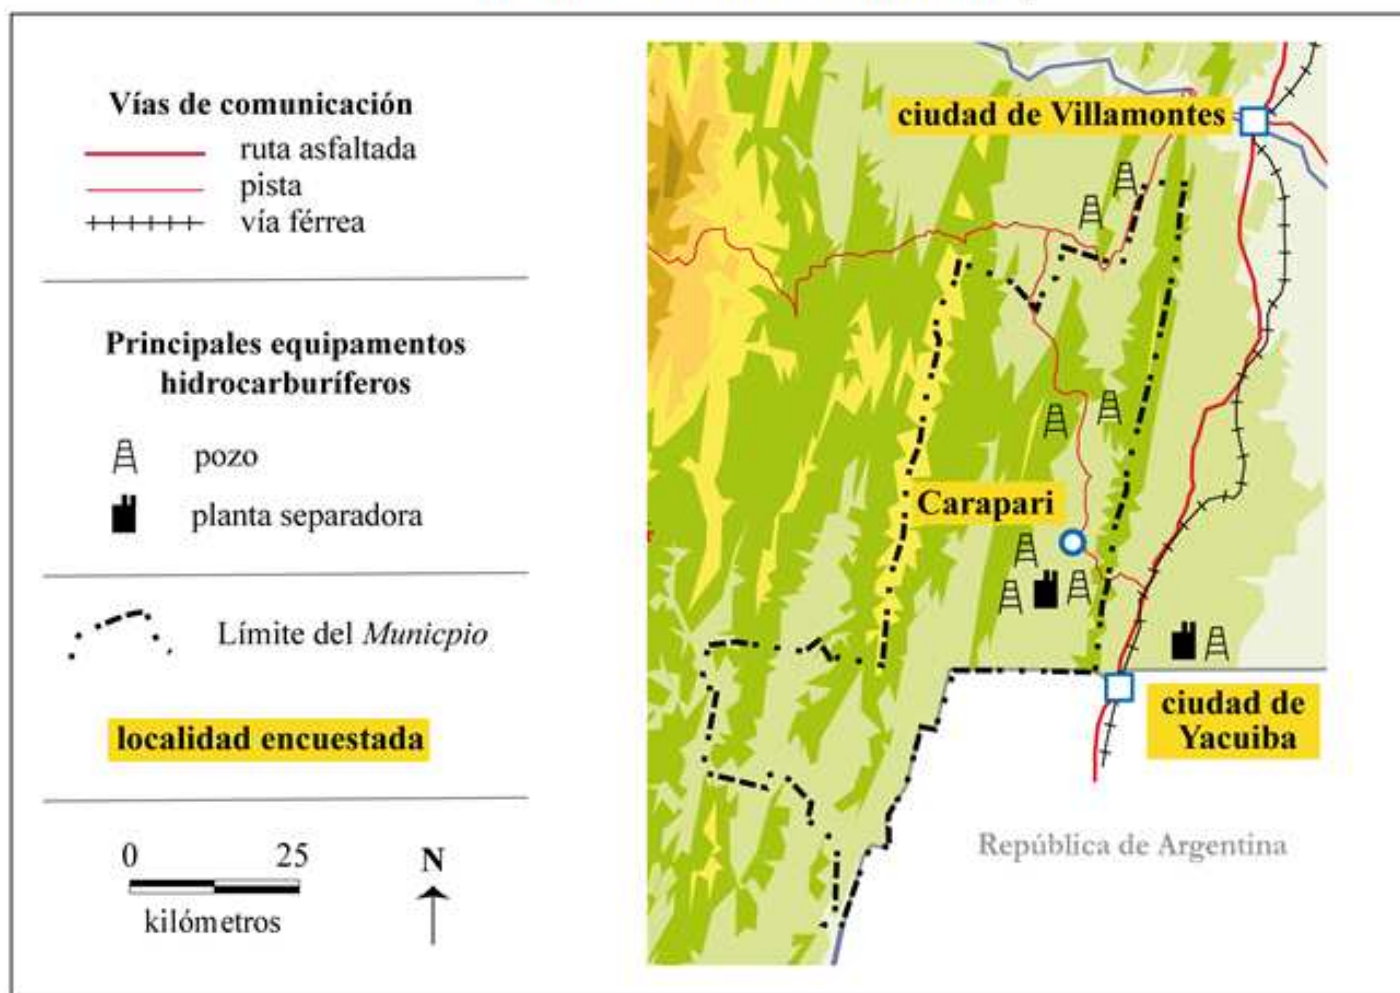 Vías de comunicación
ruta asfaltada
pista
vía férrea
Principales equipamentos
hidrocarburíferos
pozo
planta separadora
Límite del Municpio
localidad encuestada
0 25
kilómetros
N
ciudad de Villamontes
Carapari
ciudad de
Yacuiba
República de Argentina